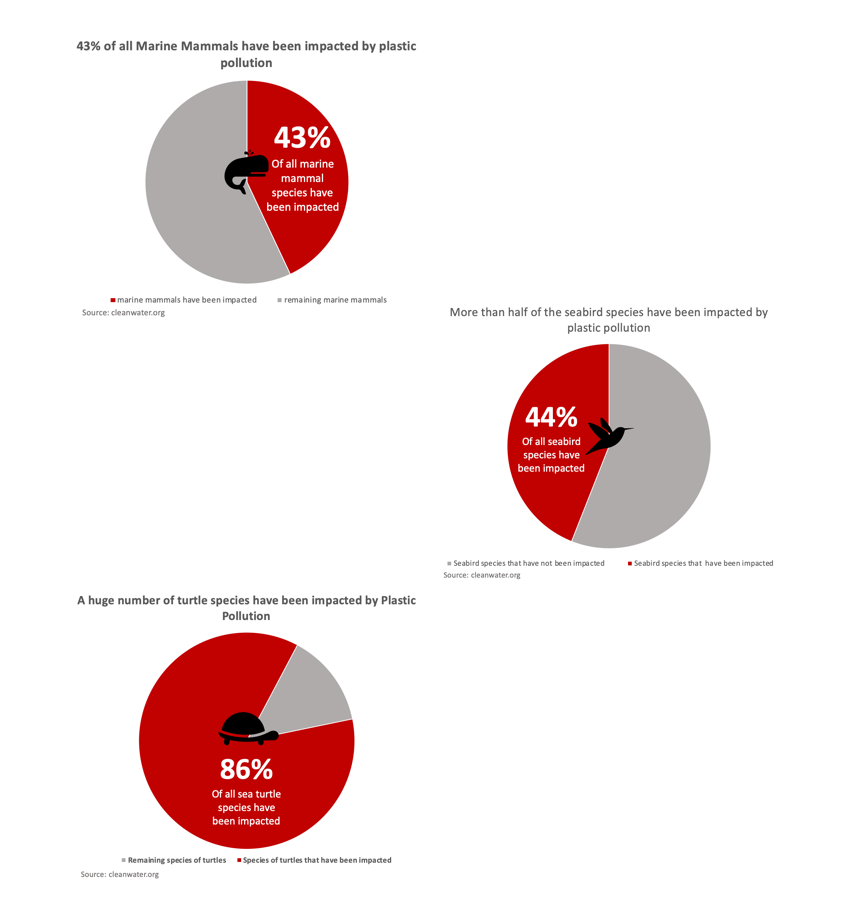 43% of all Marine Mammals have been impacted by plastic
pollution
43%
Of all marine
mammal
species have
been impacted
marine mammals have been impacted
remaining marine mammals
Source: cleanwater.org
More than half of the seabird species have been impacted by
plastic pollution
44%
Of all seabird
species have
been impacted
Seabird species that have not been impacted
Seabird species that have been impacted
Source: cleanwater.org
A huge number of turtle species have been impacted by Plastic
Pollution
86%
Of all sea turtle
species have
been impacted
Remaining species of turtles
Species of turtles that have been impacted
Source: cleanwater.org